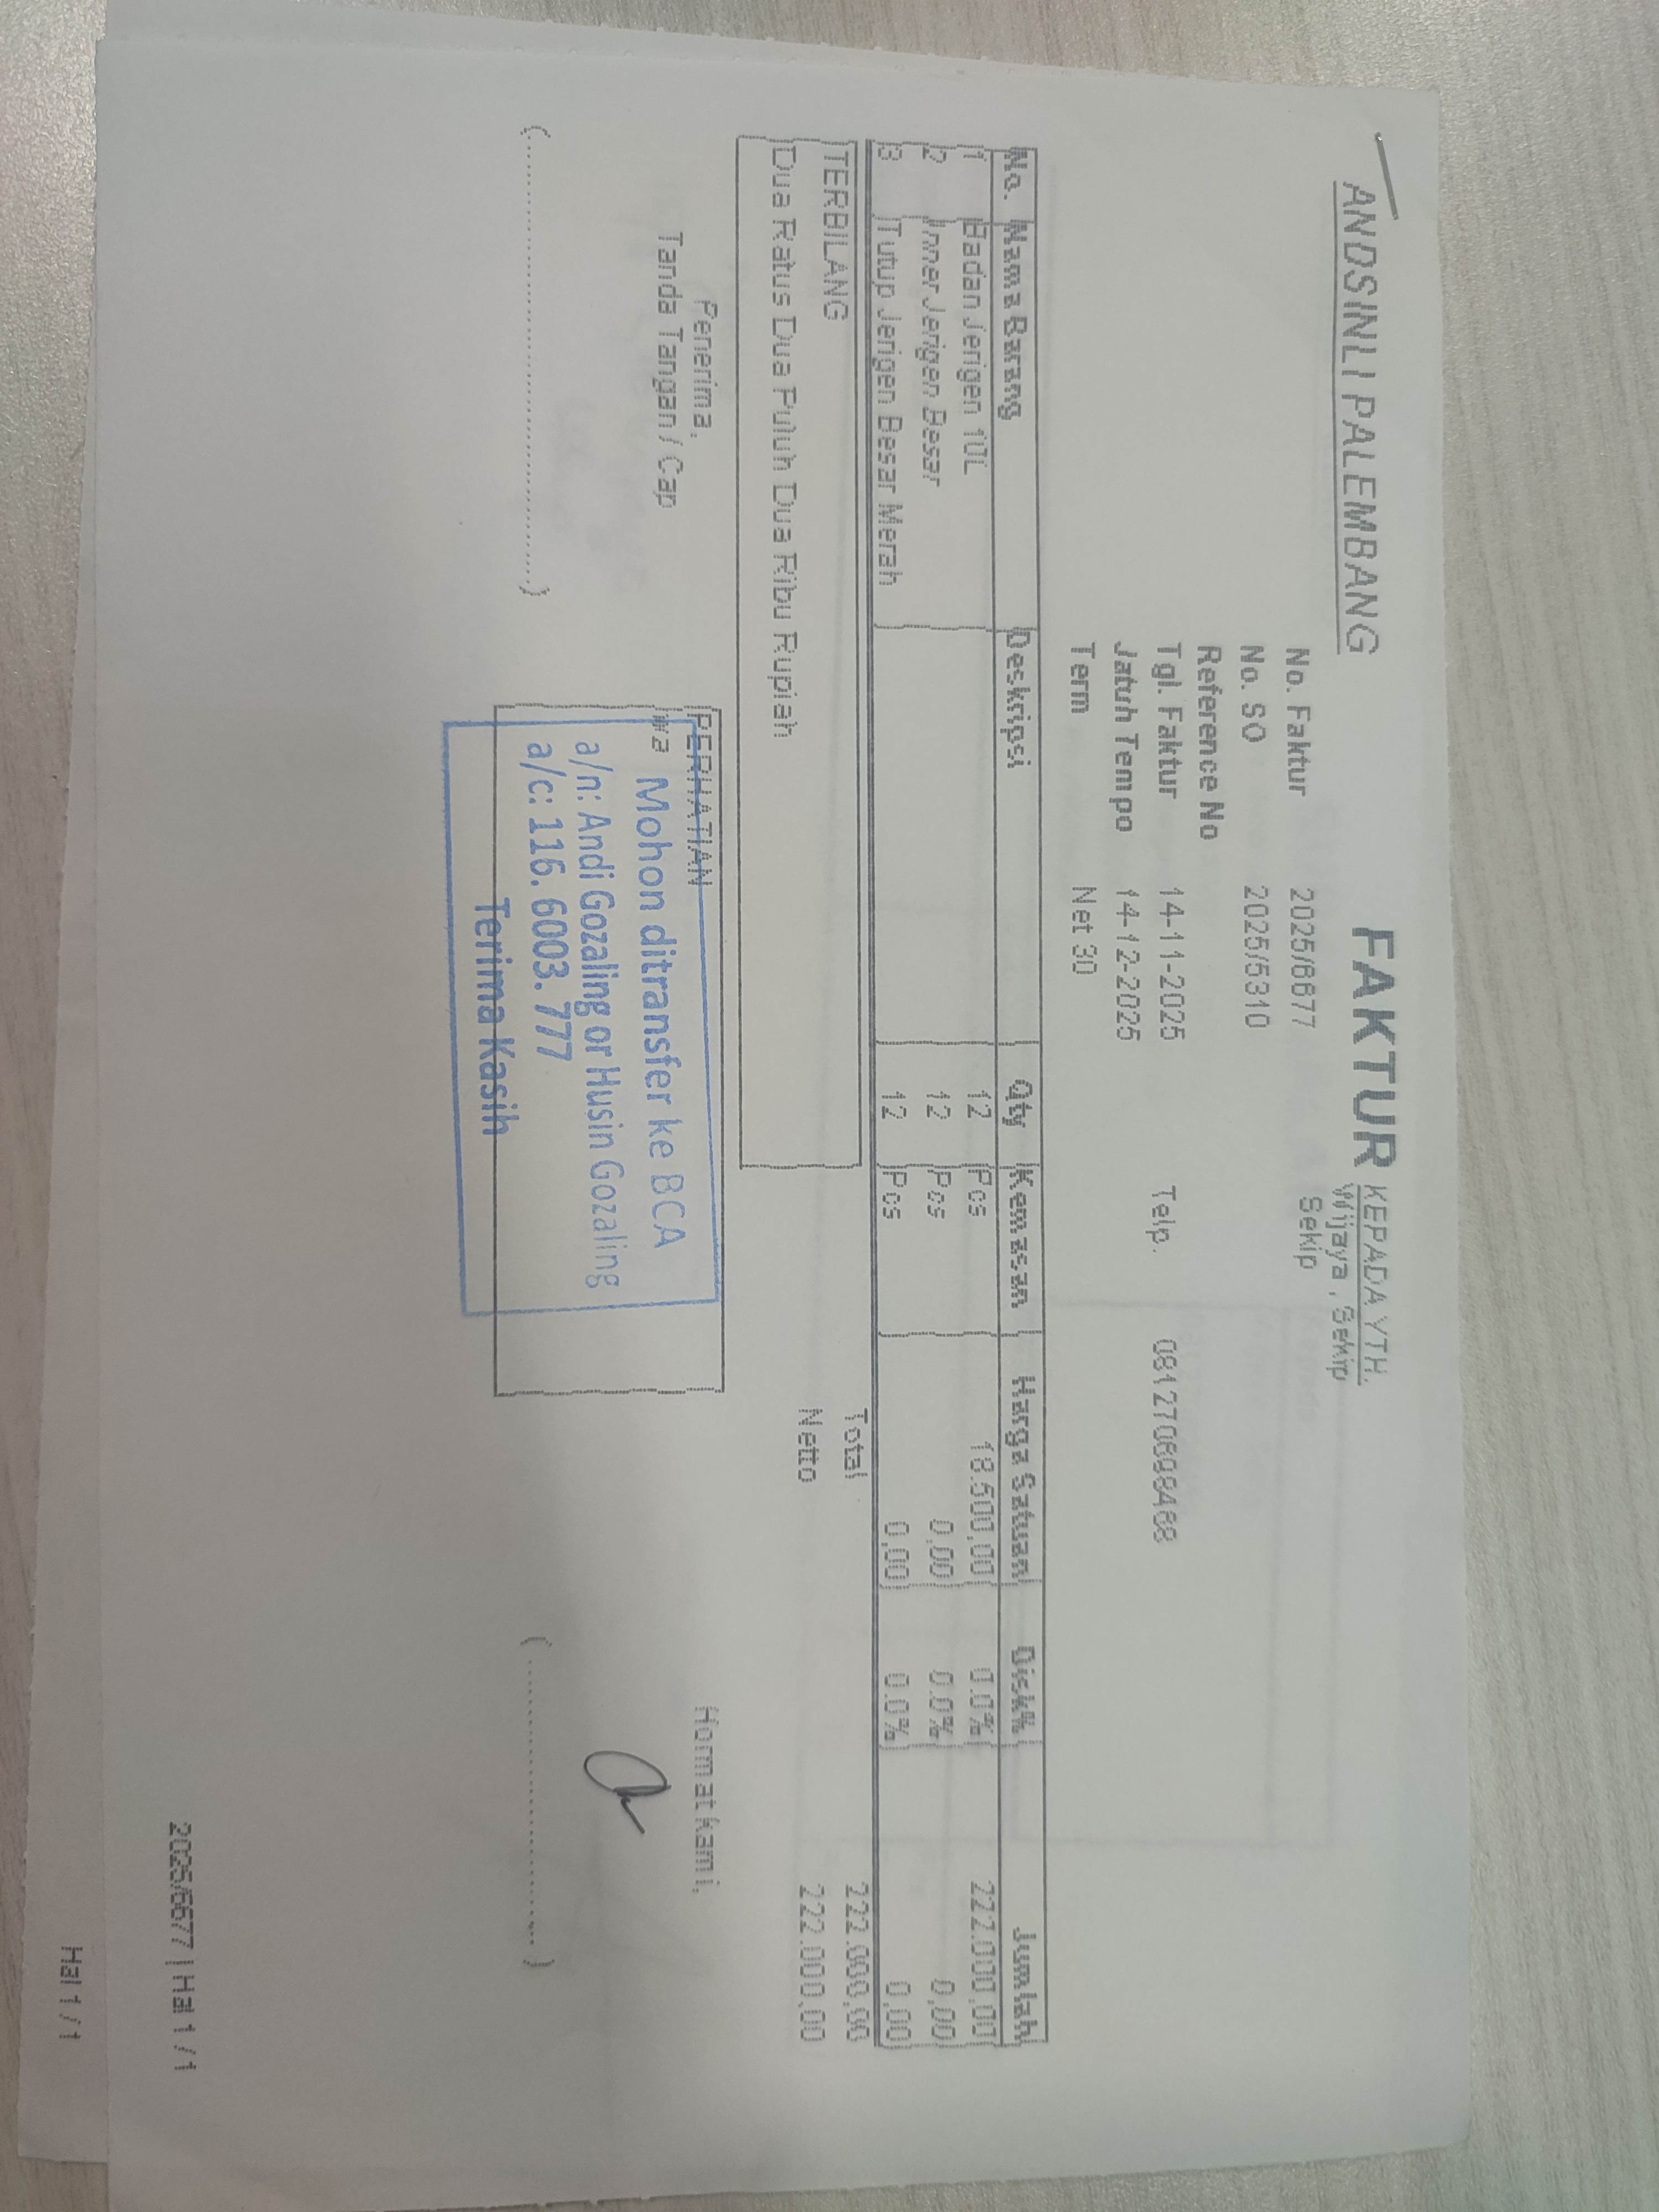 ANDSINLI PALEMBANG
FAKTUR
KEPADA YTH.
Wijaya , Sekip
Sekip
No. Faktur 2025/6677
No. SO 2025/5310
Reference No
Tgl. Faktur 14-11-2025
Telp.
Jatuh Tempo 14-12-2025
Term Net 30
No. Nama Barang Deskripsi Qty Kemasan Harga Satuan Disk% Jumlah
1 Badan Jerigen 10L 12 Pcs 18.500,00 0.0% 222.000,00
2 Inner Jerigen Besar 12 Pcs 0,00 0.0% 0,00
3 Tutup Jerigen Besar Merah 12 Pcs 0,00 0.0% 0,00
TERBILANG
Dua Ratus Dua Puluh Dua Ribu Rupiah
Total 222.000,00
Netto 222.000,00
Penerima,
Tanda Tangan / Cap
PERHATIAN
wa
Mohon ditransfer ke BCA
a/n: Andi Gozaling or Husin Gozaling
a/c: 116. 6003. 777
Terima Kasih
Hormat kami,
2025/6677 | Hal 1 /1
Hal 1 / 1